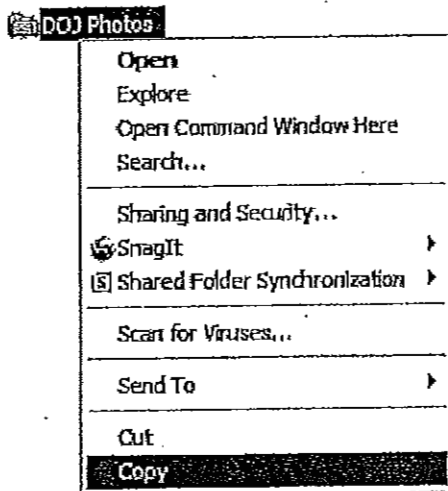 DOJ Photos
Open
Explore
Open Command Window Here
Search...
Sharing and Security...
SnagIt
S Shared Folder Synchronization
Scan for Viruses...
Send To
Cut
Copy